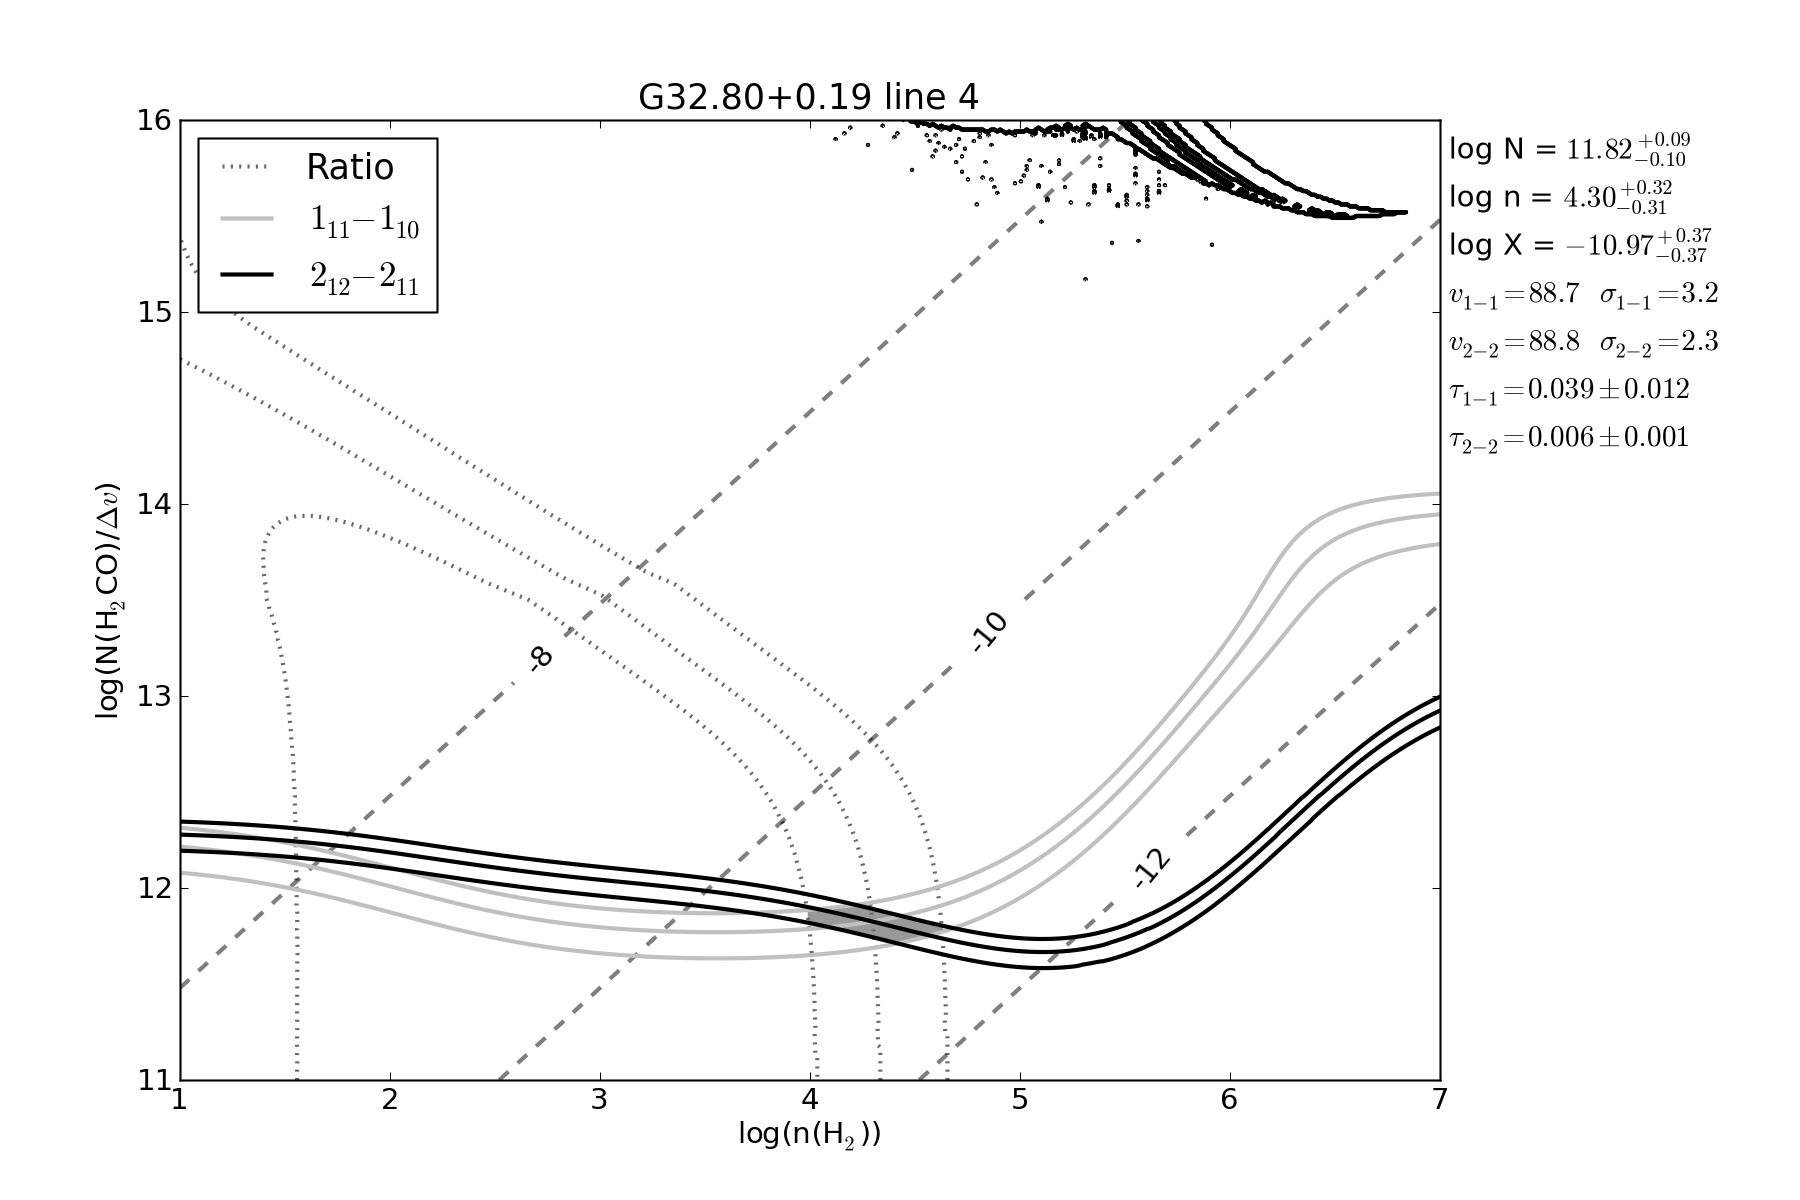 G32.80+0.19 line 4
Ratio
1₁₁−1₁₀
2₁₂−2₁₁
log N = 11.82 +0.09 −0.10
log n = 4.30 +0.32 −0.31
log X = −10.97 +0.37 −0.37
v₁₋₁=88.7 σ₁₋₁=3.2
v₂₋₂=88.8 σ₂₋₂=2.3
τ₁₋₁=0.039±0.012
τ₂₋₂=0.006±0.001
16
15
14
13
12
11
log(N(H₂CO)/Δv)
-8
-10
-12
1 2 3 4 5 6 7
log(n(H₂))